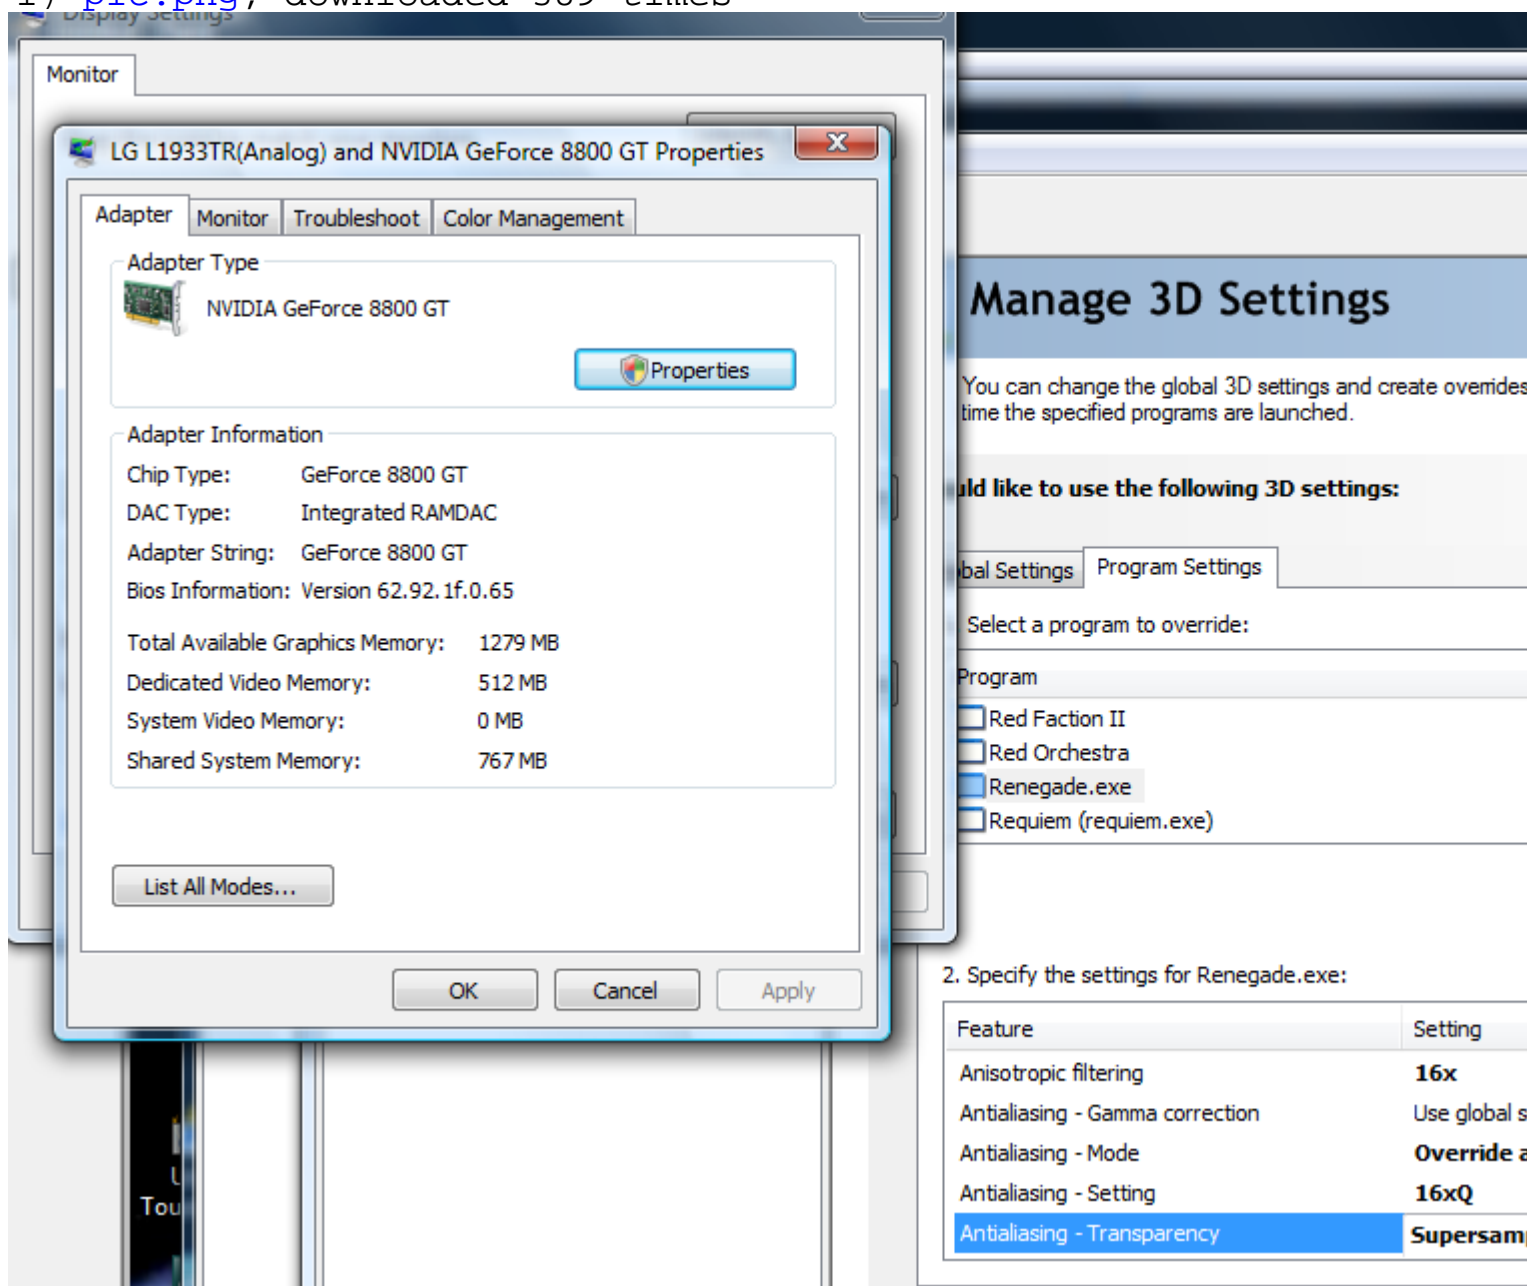 Display Settings
Monitor
LG L1933TR(Analog) and NVIDIA GeForce 8800 GT Properties
X
Adapter Monitor Troubleshoot Color Management
Adapter Type
NVIDIA GeForce 8800 GT
Properties
Adapter Information
Chip Type: GeForce 8800 GT
DAC Type: Integrated RAMDAC
Adapter String: GeForce 8800 GT
Bios Information: Version 62.92.1f.0.65
Total Available Graphics Memory: 1279 MB
Dedicated Video Memory: 512 MB
System Video Memory: 0 MB
Shared System Memory: 767 MB
List All Modes...
OK Cancel Apply
Manage 3D Settings
You can change the global 3D settings and create overrides
time the specified programs are launched.
uld like to use the following 3D settings:
bal Settings Program Settings
Select a program to override:
Program
Red Faction II
Red Orchestra
Renegade.exe
Requiem (requiem.exe)
2. Specify the settings for Renegade.exe:
Feature Setting
Anisotropic filtering 16x
Antialiasing - Gamma correction Use global s
Antialiasing - Mode Override a
Antialiasing - Setting 16xQ
Antialiasing - Transparency Supersam
U
Tou